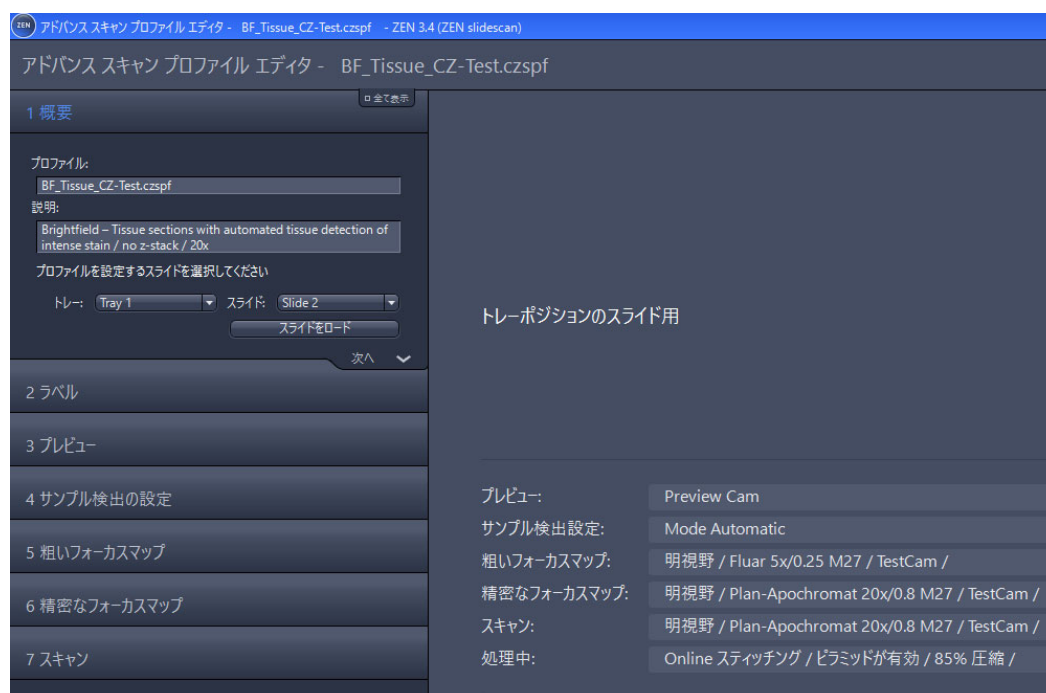 ZEN アドバンス スキャン プロファイル エディタ - BF_Tissue_CZ-Test.czspf - ZEN 3.4 (ZEN slidescan)
アドバンス スキャン プロファイル エディタ - BF_Tissue_CZ-Test.czspf
全て表示
1 概要
プロファイル:
BF_Tissue_CZ-Test.czspf
説明:
Brightfield – Tissue sections with automated tissue detection of
intense stain / no z-stack / 20x
プロファイルを設定するスライドを選択してください
トレー: Tray 1 スライド: Slide 2
スライドをロード
次へ
2 ラベル
3 プレビュー
4 サンプル検出の設定
5 粗いフォーカスマップ
6 精密なフォーカスマップ
7 スキャン
トレーポジションのスライド用
プレビュー: Preview Cam
サンプル検出設定: Mode Automatic
粗いフォーカスマップ: 明視野 / Fluar 5x/0.25 M27 / TestCam /
精密なフォーカスマップ: 明視野 / Plan-Apochromat 20x/0.8 M27 / TestCam /
スキャン: 明視野 / Plan-Apochromat 20x/0.8 M27 / TestCam /
処理中: Online スティッチング / ピラミッドが有効 / 85% 圧縮 /